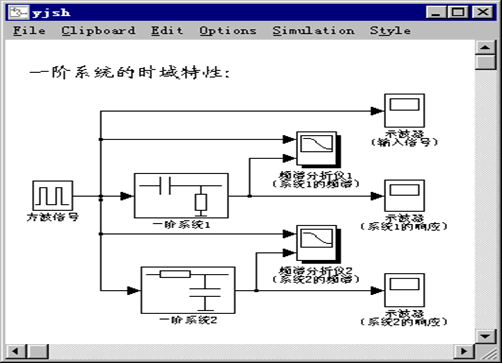 yjsh
File Clipboard Edit Options Simulation Style
一阶系统的时域特性:
示波器
(输入信号)
频谱分析仪1
(系统1的频谱)
方波信号
一阶系统1
示波器
(系统1的响应)
频谱分析仪2
(系统2的频谱)
一阶系统2
示波器
(系统2的响应)